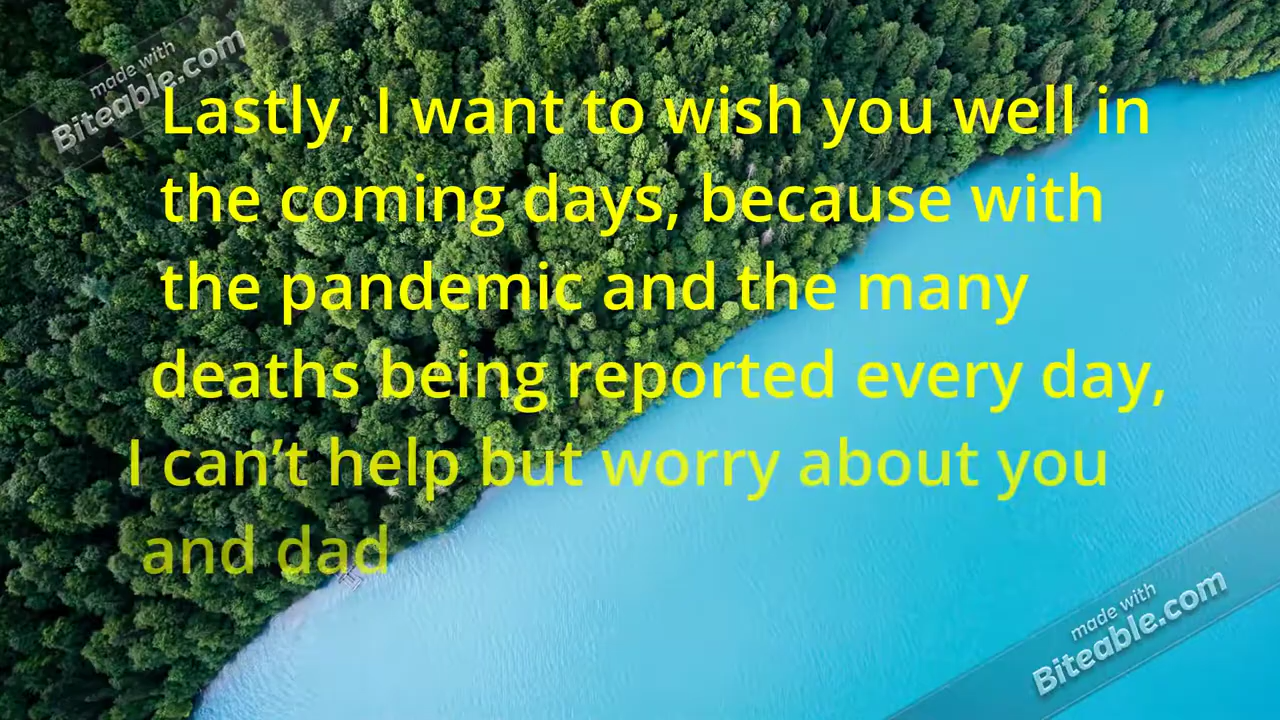 made with
Biteable.com
Lastly, I want to wish you well in
the coming days, because with
the pandemic and the many
deaths being reported every day,
I can't help but worry about you
and dad
made with
Biteable.com